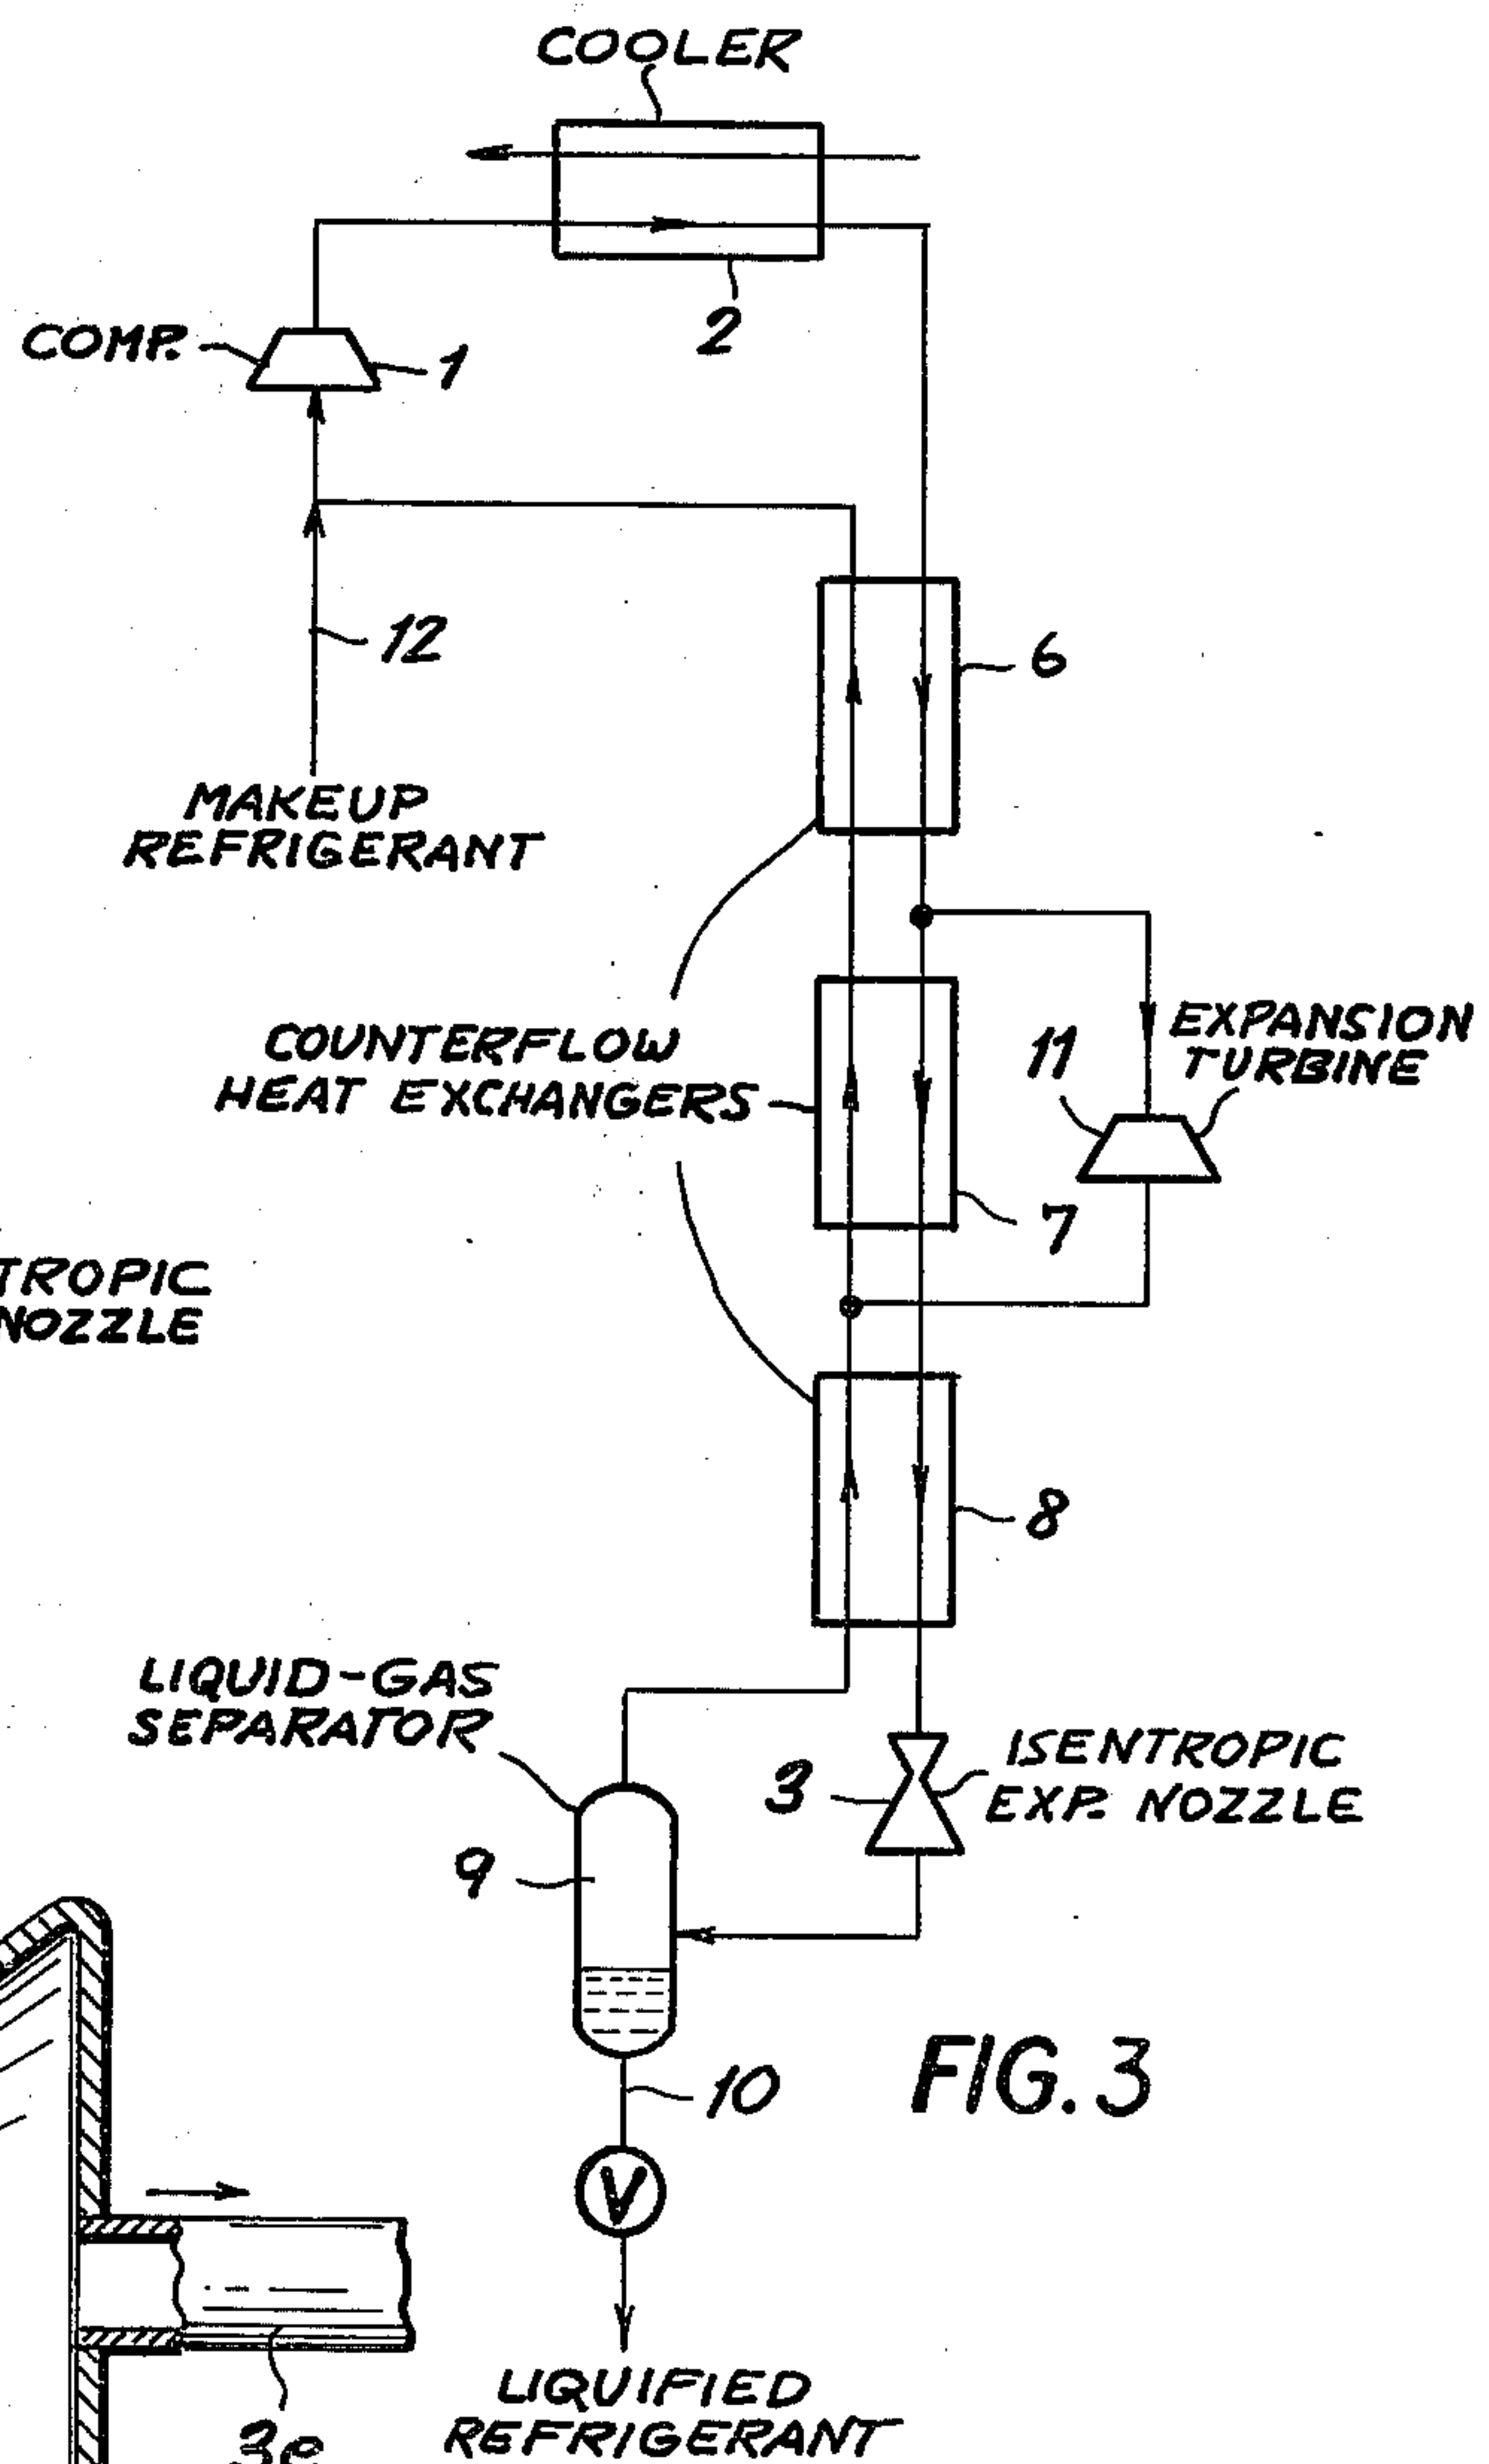 COOLER
2
COMP.
1
12
6
MAKEUP
REFRIGERANT
COUNTERFLOW
HEAT EXCHANGERS
11
EXPANSION
TURBINE
7
TROPIC
NOZZLE
8
LIQUID-GAS
SEPARATOR
3
ISENTROPIC
EXP. NOZZLE
9
10
FIG. 3
V
LIQUIFIED
REFRIGERANT
3e